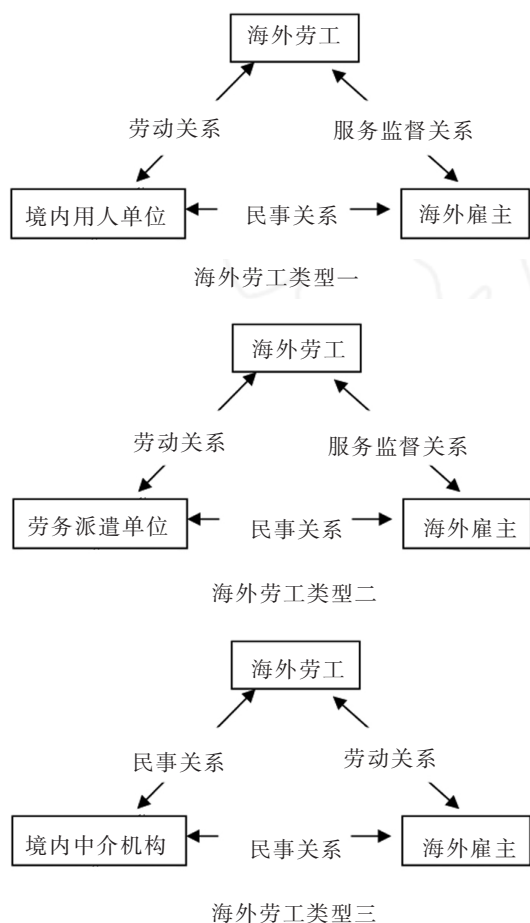 海外劳工
劳动关系 服务监督关系
境内用人单位 民事关系 海外雇主
海外劳工类型一
海外劳工
劳动关系 服务监督关系
劳务派遣单位 民事关系 海外雇主
海外劳工类型二
海外劳工
民事关系 劳动关系
境内中介机构 民事关系 海外雇主
海外劳工类型三